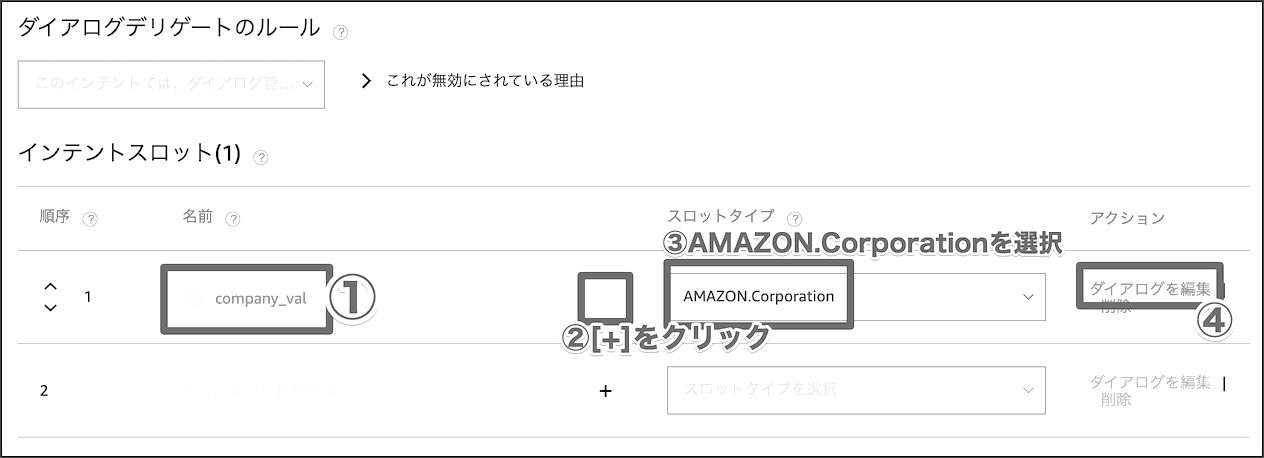 ダイアログデリゲートのルール ?
このインテントでは、ダイアログ管...
> これが無効にされている理由
インテントスロット(1) ?
順序 ? 名前 ? スロットタイプ ? アクション
③AMAZON.Corporationを選択
1 company_val ① AMAZON.Corporation ダイアログを編集 |
削除 ④
②[+]をクリック
2 + スロットタイプを選択 ダイアログを編集 |
削除